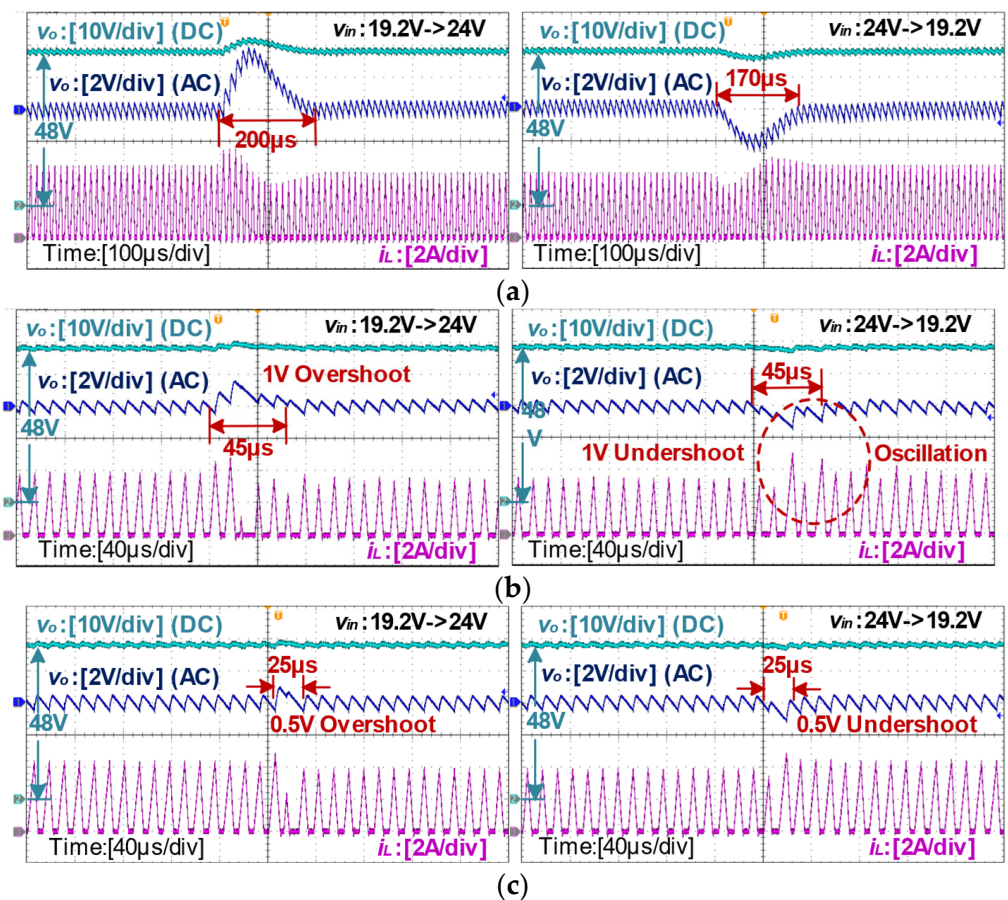 vo:[10V/div] (DC) vin:19.2V->24V
vo:[2V/div] (AC)
48V
200µs
Time:[100µs/div] iL:[2A/div]
vo:[10V/div] (DC) vin:24V->19.2V
vo:[2V/div] (AC) 170µs
48V
Time:[100µs/div] iL:[2A/div]
(a)
vo:[10V/div] (DC) vin:19.2V->24V
vo:[2V/div] (AC) 1V Overshoot
48V
45µs
Time:[40µs/div] iL:[2A/div]
vo:[10V/div] (DC) vin:24V->19.2V
vo:[2V/div] (AC) 45µs
48
V
1V Undershoot Oscillation
Time:[40µs/div] iL:[2A/div]
(b)
vo:[10V/div] (DC) vin:19.2V->24V
vo:[2V/div] (AC) 25µs
48V 0.5V Overshoot
Time:[40µs/div] iL:[2A/div]
vo:[10V/div] (DC) vin:24V->19.2V
vo:[2V/div] (AC) 25µs
48V 0.5V Undershoot
Time:[40µs/div] iL:[2A/div]
(c)